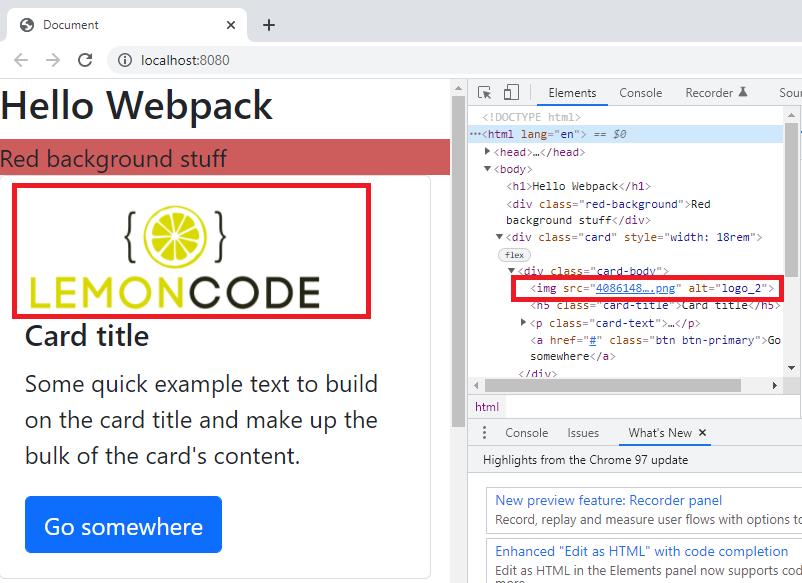 Document
localhost:8080
Hello Webpack
Red background stuff
{ }
LEMONCODE
Card title
Some quick example text to build
on the card title and make up the
bulk of the card's content.
Go somewhere
Elements
Console
Recorder
<!DOCTYPE html>
<html lang="en"> == $0
<head>…</head>
<body>
<h1>Hello Webpack</h1>
<div class="red-background">Red
background stuff</div>
<div class="card" style="width: 18rem">
flex
<div class="card-body">
<img src="4086148….png" alt="logo_2">
<h5 class="card-title">Card title</h5>
<p class="card-text">…</p>
<a href="#" class="btn btn-primary">Go
somewhere</a>
</div>
html
Console
Issues
What's New
Highlights from the Chrome 97 update
New preview feature: Recorder panel
Record, replay and measure user flows with options to
Enhanced "Edit as HTML" with code completion
Edit as HTML in the Elements panel now supports
more